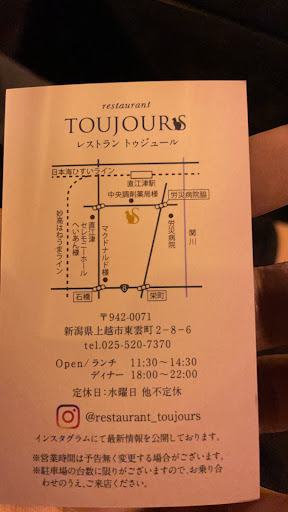 restaurant
TOUJOURS
レストラン トゥジュール
日本海ひすいライン
直江津駅
中央調剤薬局様
労災病院脇
妙高はねうまライン
直江津
セレモニーホール
へいあん様
マクドナルド様
労災病院
関川
石橋
8
栄町
〒942-0071
新潟県上越市東雲町2−8−6
tel.025-520-7370
Open/ランチ 11:30〜14:30
ディナー 18:00〜22:00
定休日:水曜日 他不定休
@restaurant_toujours
インスタグラムにて最新情報を公開しております。
※営業時間は予告無く変更する場合がございます。
※駐車場の台数に限りがございますので、お乗り合
わせのうえ、ご来店ください。